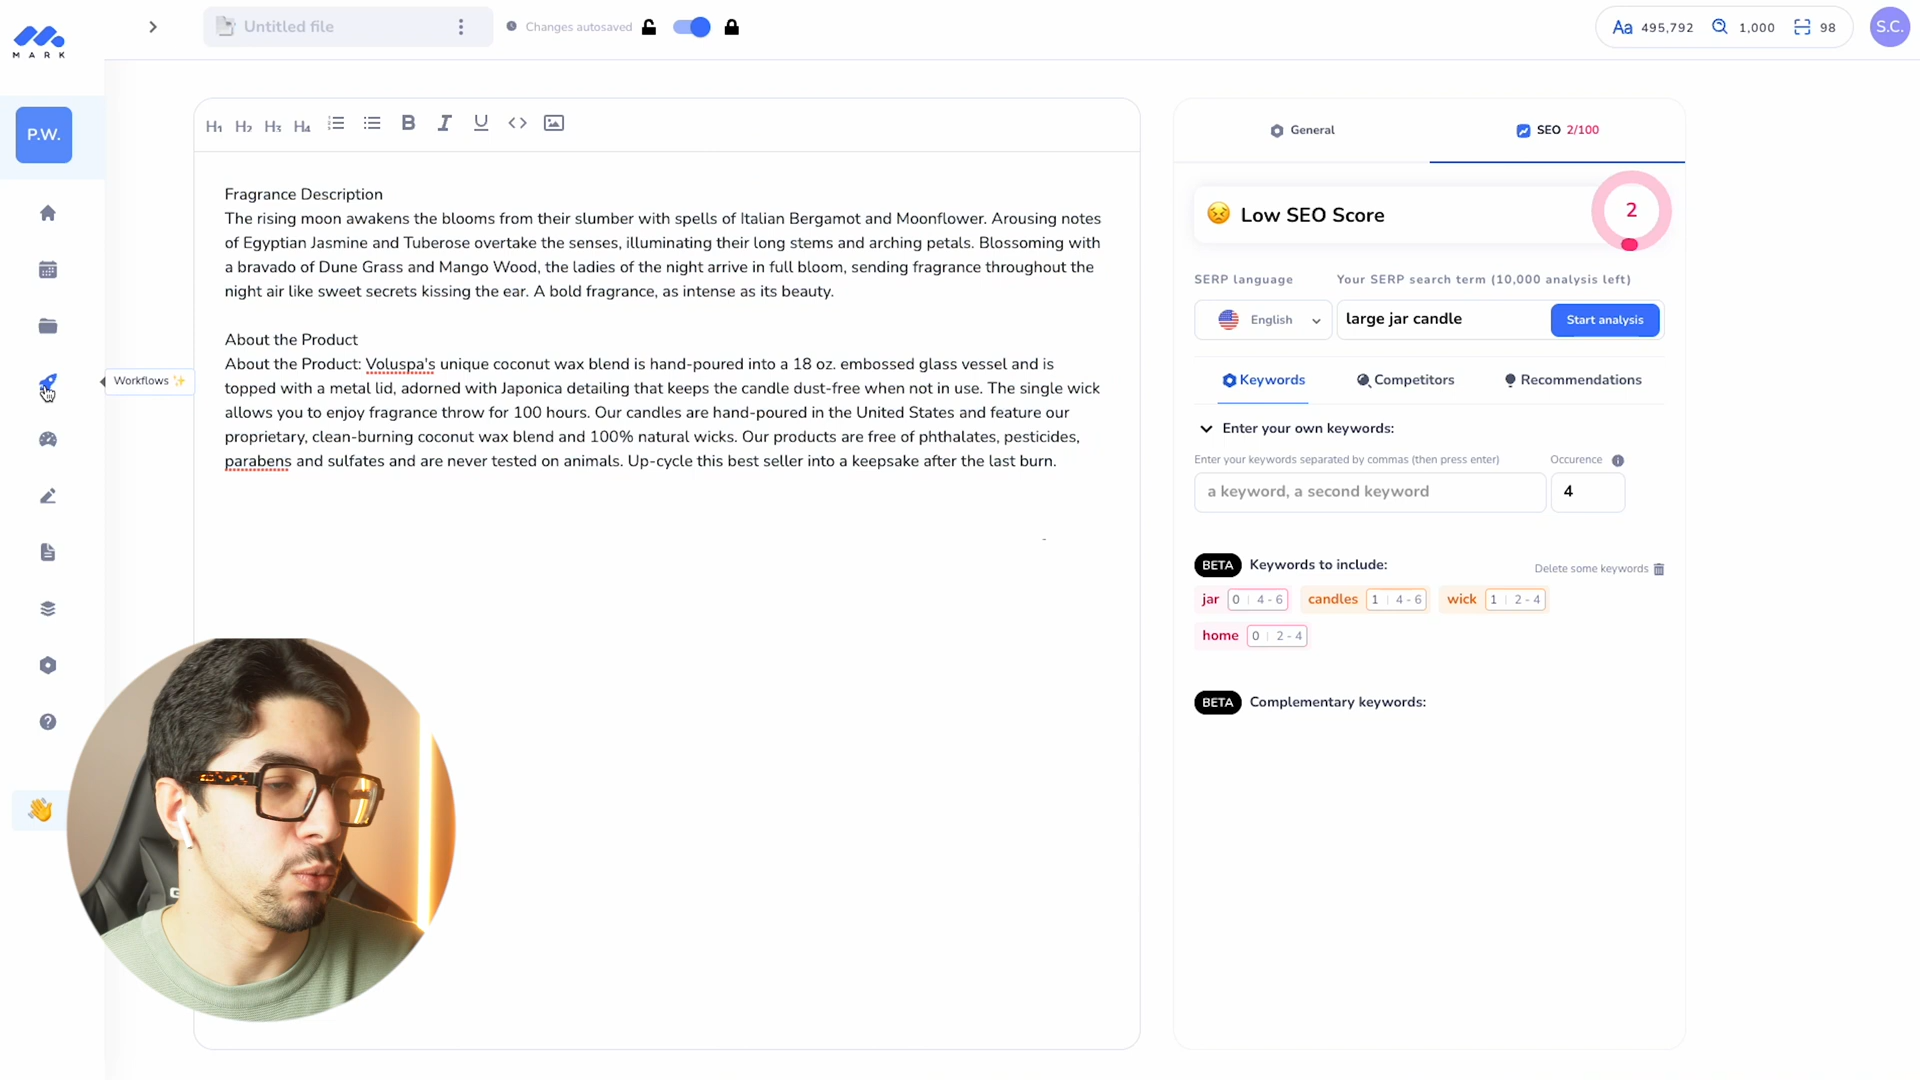 MARK
Untitled file
Changes autosaved
Aa 495,792
1,000
98
S.C.
P.W.
H1 H2 H3 H4
B I U
General
SEO 2/100
Fragrance Description
The rising moon awakens the blooms from their slumber with spells of Italian Bergamot and Moonflower. Arousing notes
of Egyptian Jasmine and Tuberose overtake the senses, illuminating their long stems and arching petals. Blossoming with
a bravado of Dune Grass and Mango Wood, the ladies of the night arrive in full bloom, sending fragrance throughout the
night air like sweet secrets kissing the ear. A bold fragrance, as intense as its beauty.
About the Product
About the Product: Voluspa's unique coconut wax blend is hand-poured into a 18 oz. embossed glass vessel and is
topped with a metal lid, adorned with Japonica detailing that keeps the candle dust-free when not in use. The single wick
allows you to enjoy fragrance throw for 100 hours. Our candles are hand-poured in the United States and feature our
proprietary, clean-burning coconut wax blend and 100% natural wicks. Our products are free of phthalates, pesticides,
parabens and sulfates and are never tested on animals. Up-cycle this best seller into a keepsake after the last burn.
Workflows
Low SEO Score
2
SERP language
Your SERP search term (10,000 analysis left)
English
large jar candle
Start analysis
Keywords
Competitors
Recommendations
Enter your own keywords:
Enter your keywords separated by commas (then press enter)
Occurence
a keyword, a second keyword
4
BETA Keywords to include:
Delete some keywords
jar 0 | 4 - 6
candles 1 | 4 - 6
wick 1 | 2 - 4
home 0 | 2 - 4
BETA Complementary keywords: